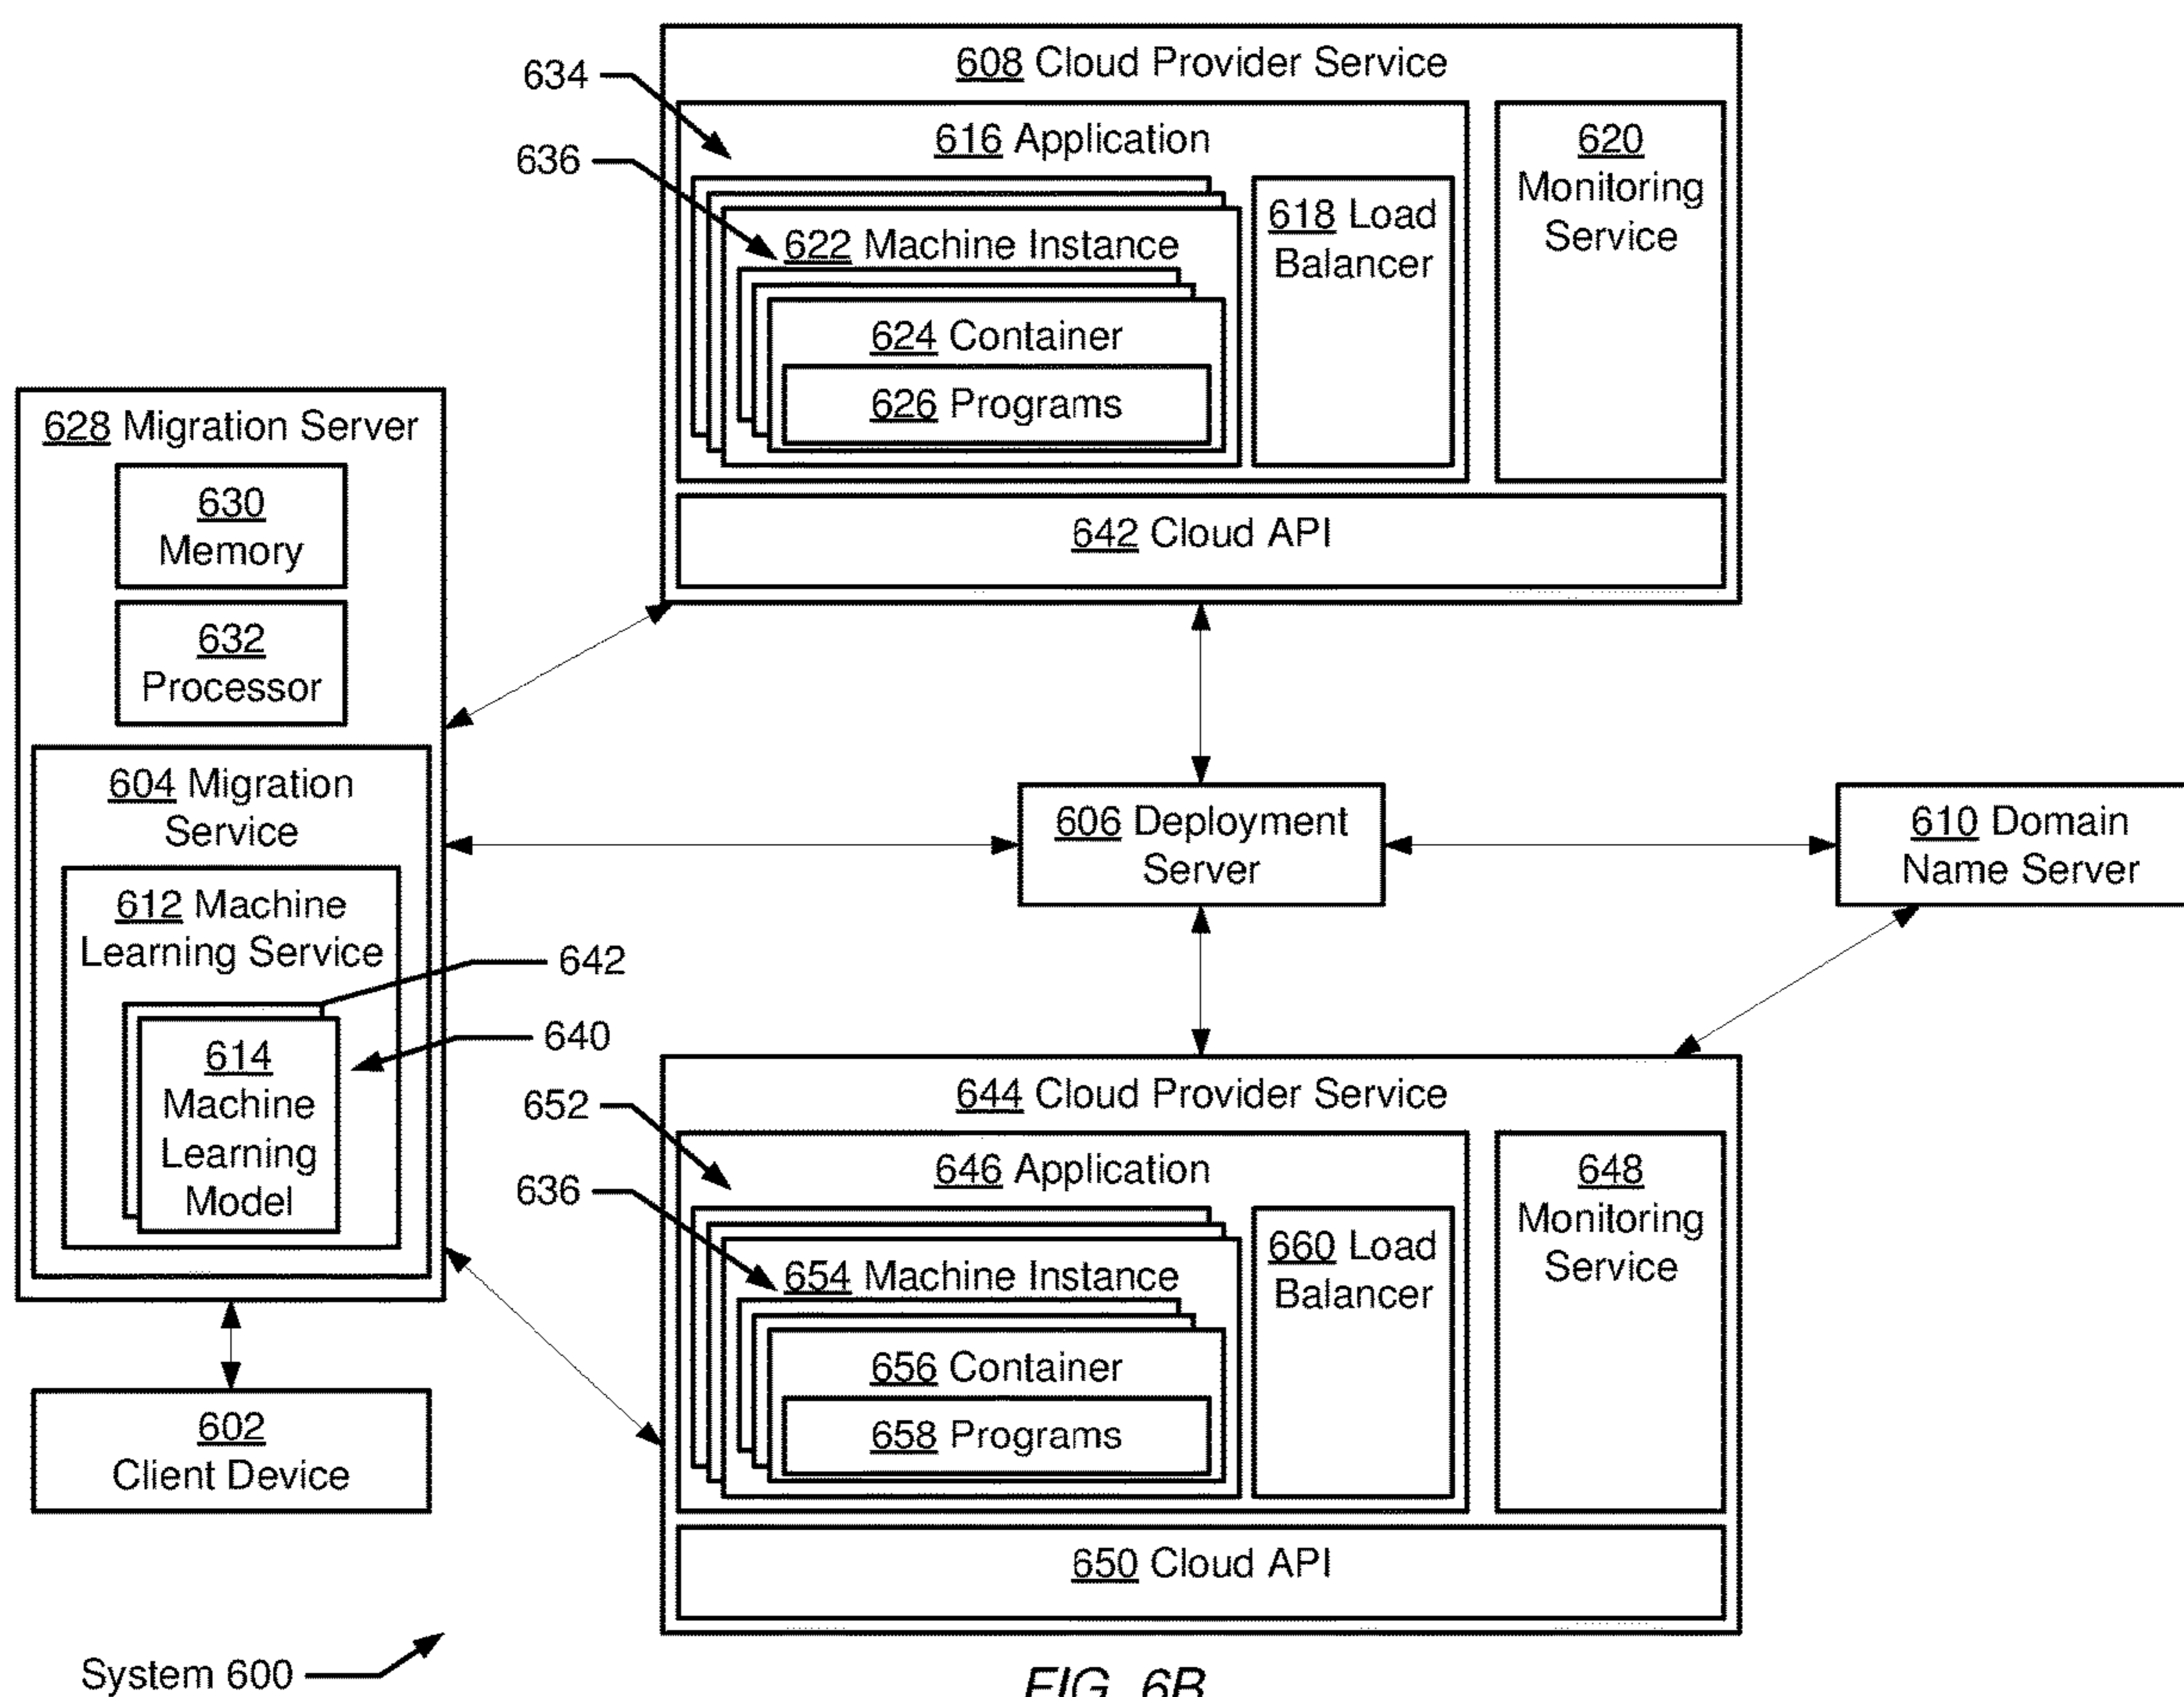 608 Cloud Provider Service
634
616 Application
620
Monitoring
Service
636
618 Load
Balancer
622 Machine Instance
624 Container
626 Programs
642 Cloud API
628 Migration Server
630
Memory
632
Processor
604 Migration
Service
612 Machine
Learning Service
642
640
614
Machine
Learning
Model
606 Deployment
Server
610 Domain
Name Server
644 Cloud Provider Service
652
646 Application
648
Monitoring
Service
636
660 Load
Balancer
654 Machine Instance
656 Container
658 Programs
650 Cloud API
602
Client Device
System 600
FIG. 6B